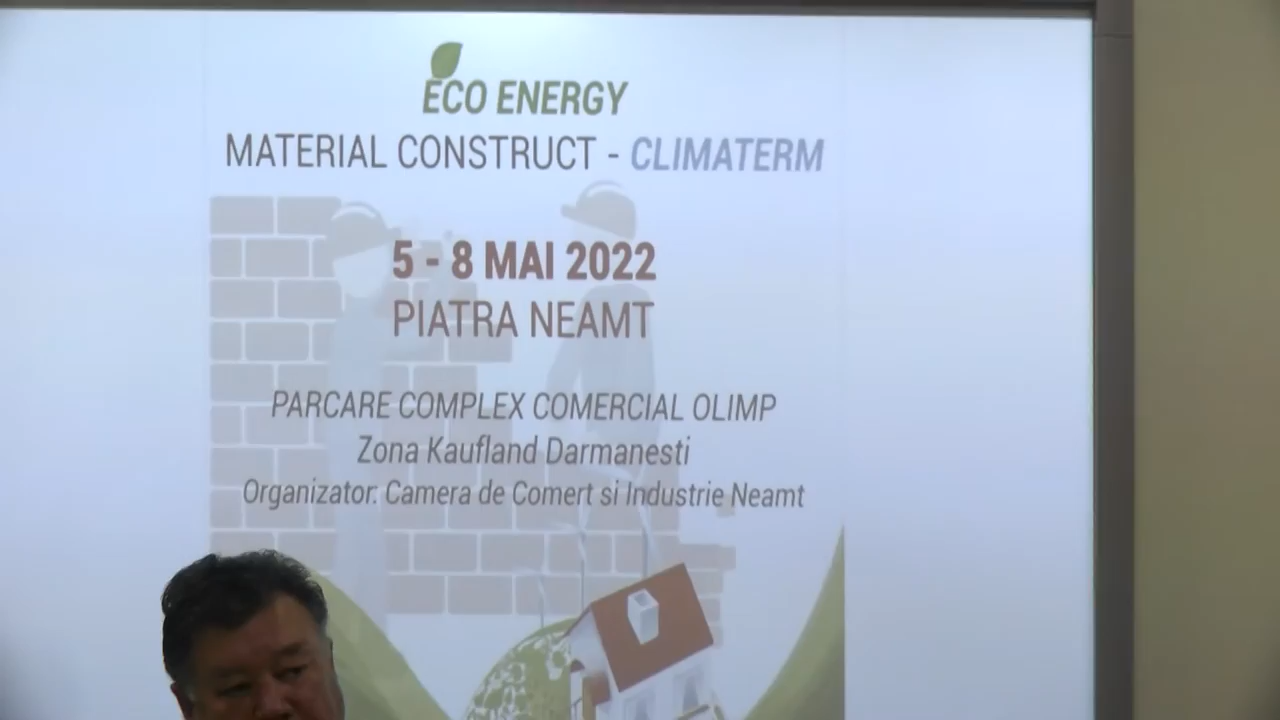 ECO ENERGY
MATERIAL CONSTRUCT - CLIMATERM
5 - 8 MAI 2022
PIATRA NEAMT
PARCARE COMPLEX COMERCIAL OLIMP
Zona Kaufland Darmanesti
Organizator: Camera de Comert si Industrie Neamt